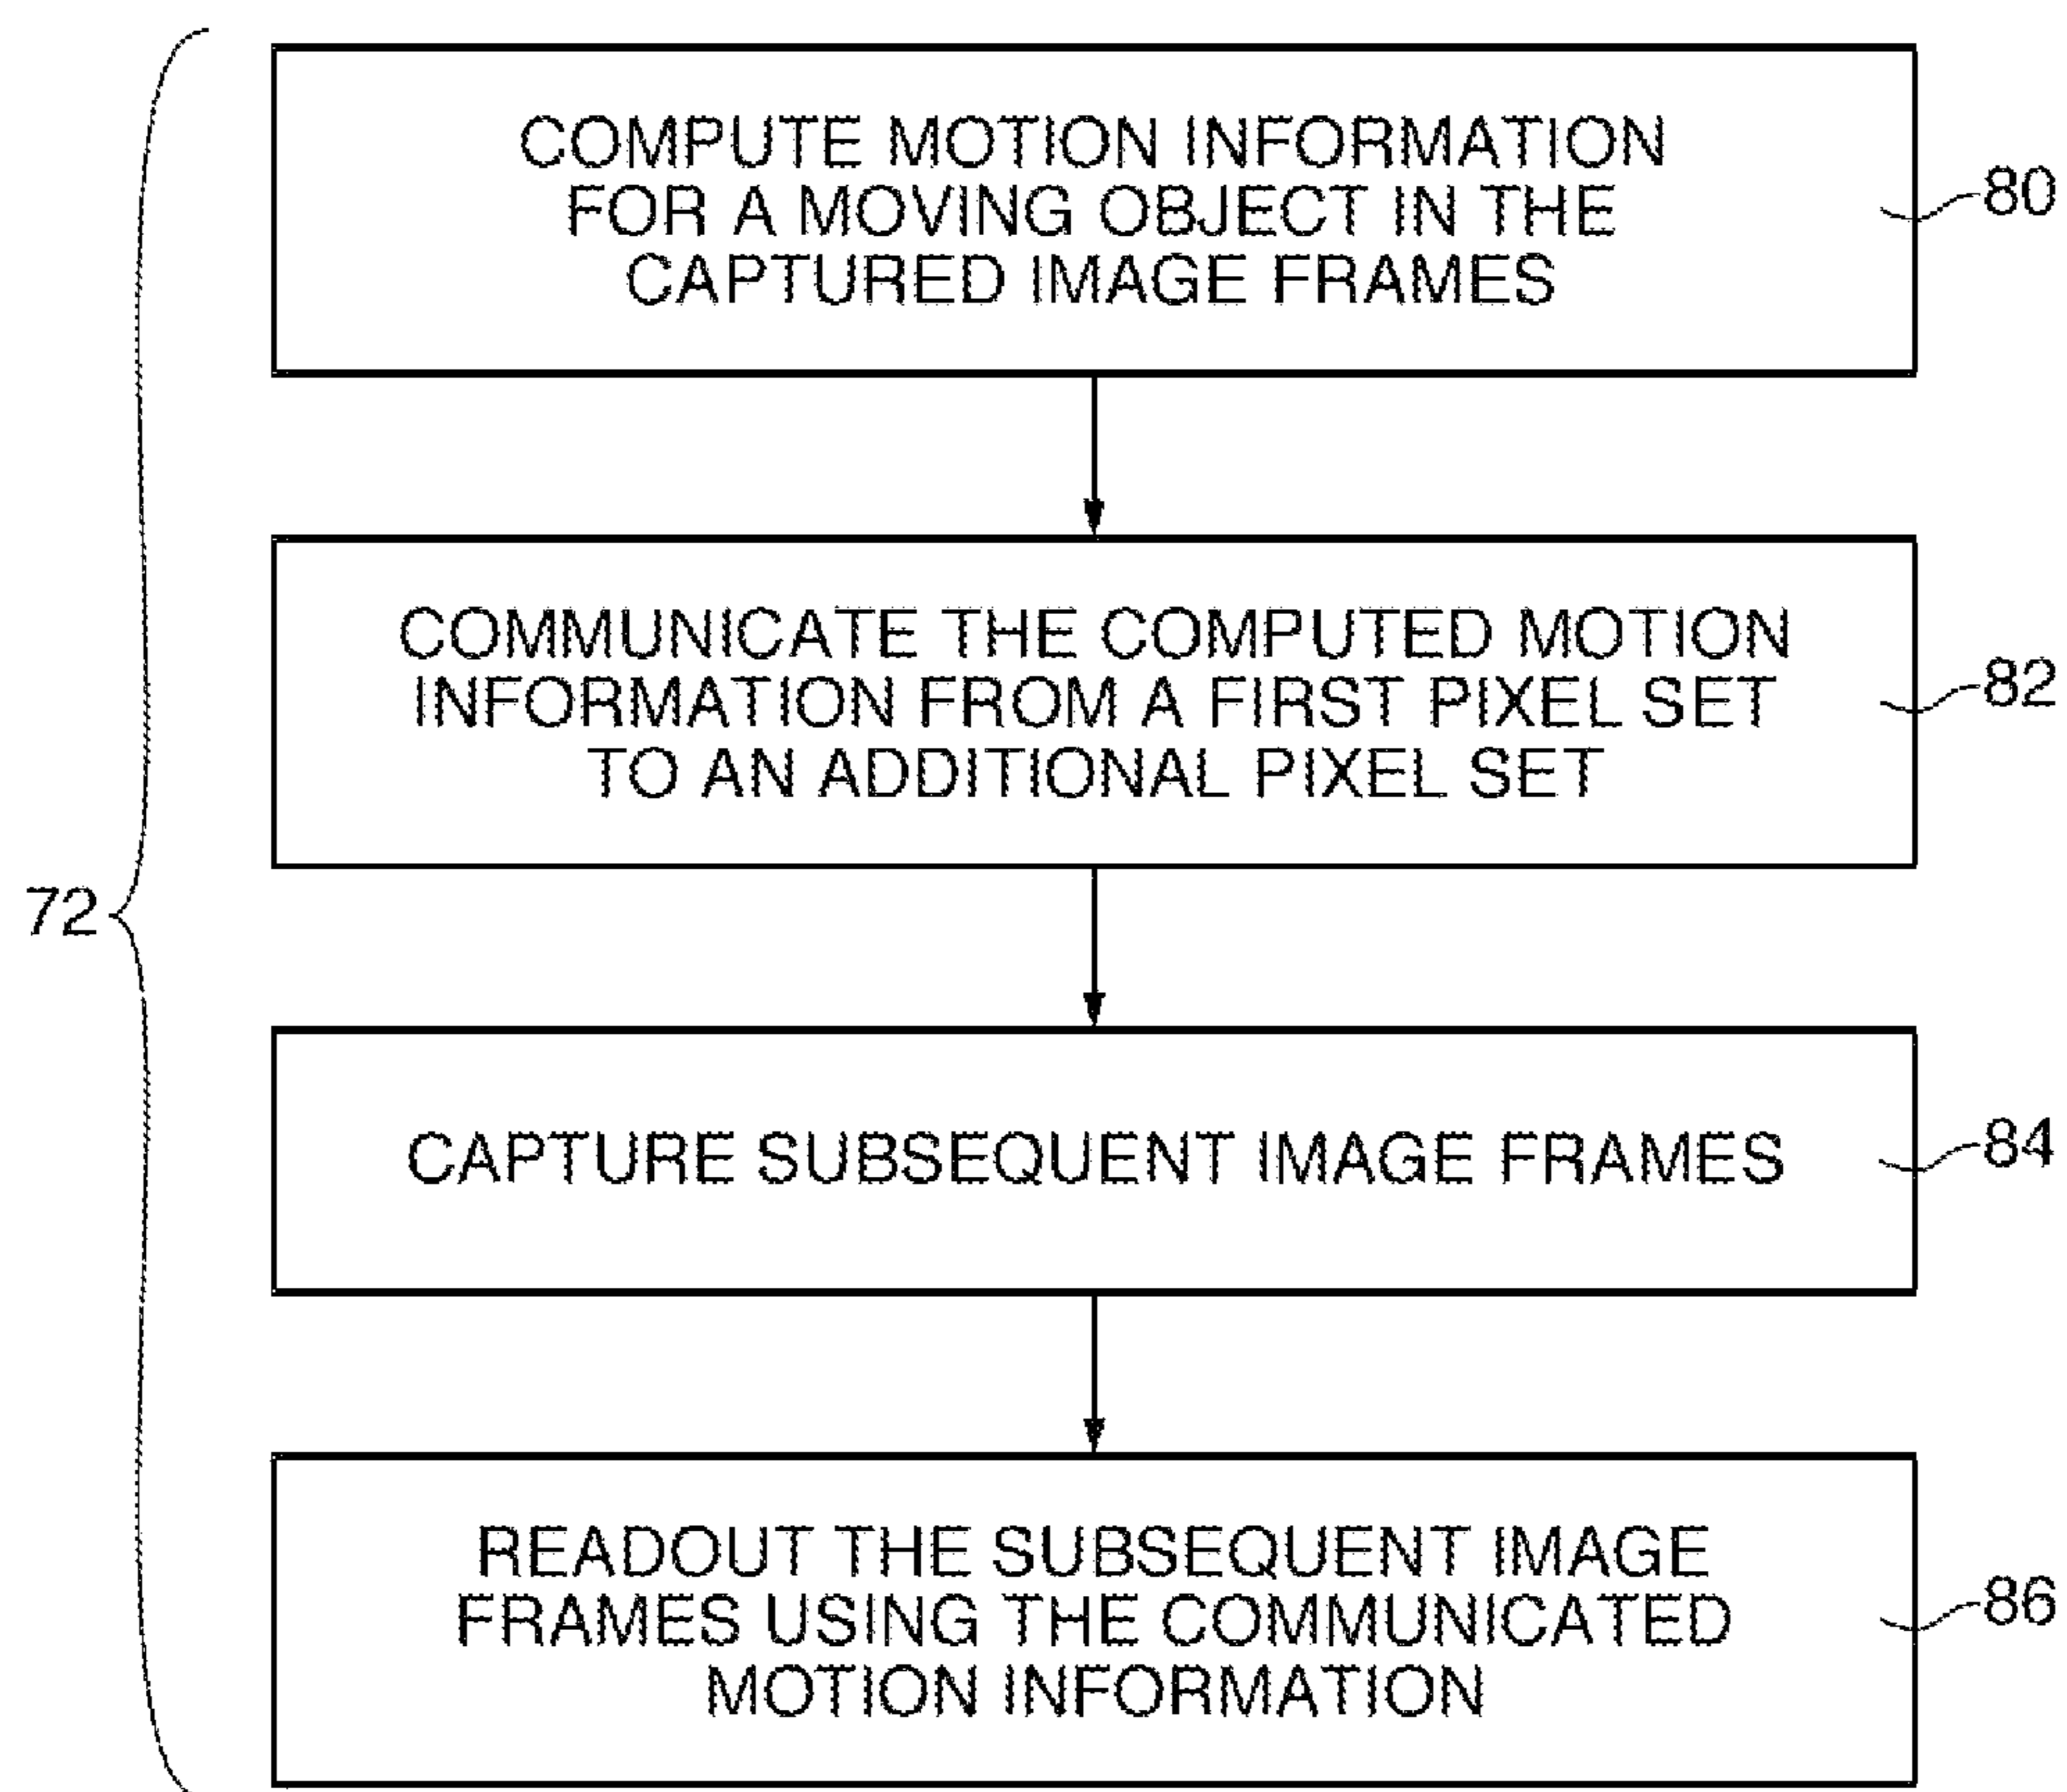 COMPUTE MOTION INFORMATION
FOR A MOVING OBJECT IN THE
CAPTURED IMAGE FRAMES
80
COMMUNICATE THE COMPUTED MOTION
INFORMATION FROM A FIRST PIXEL SET
TO AN ADDITIONAL PIXEL SET
82
72
CAPTURE SUBSEQUENT IMAGE FRAMES
84
READOUT THE SUBSEQUENT IMAGE
FRAMES USING THE COMMUNICATED
MOTION INFORMATION
86